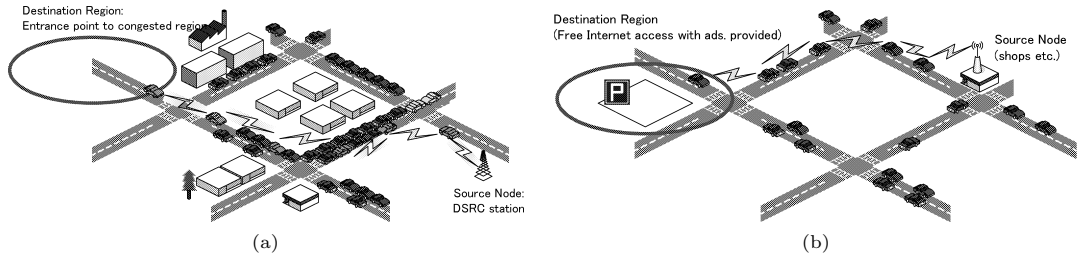 Destination Region:
Entrance point to congested region
Source Node:
DSRC station
(a)
Destination Region
(Free Internet access with ads. provided)
P
Source Node
(shops etc.)
(b)